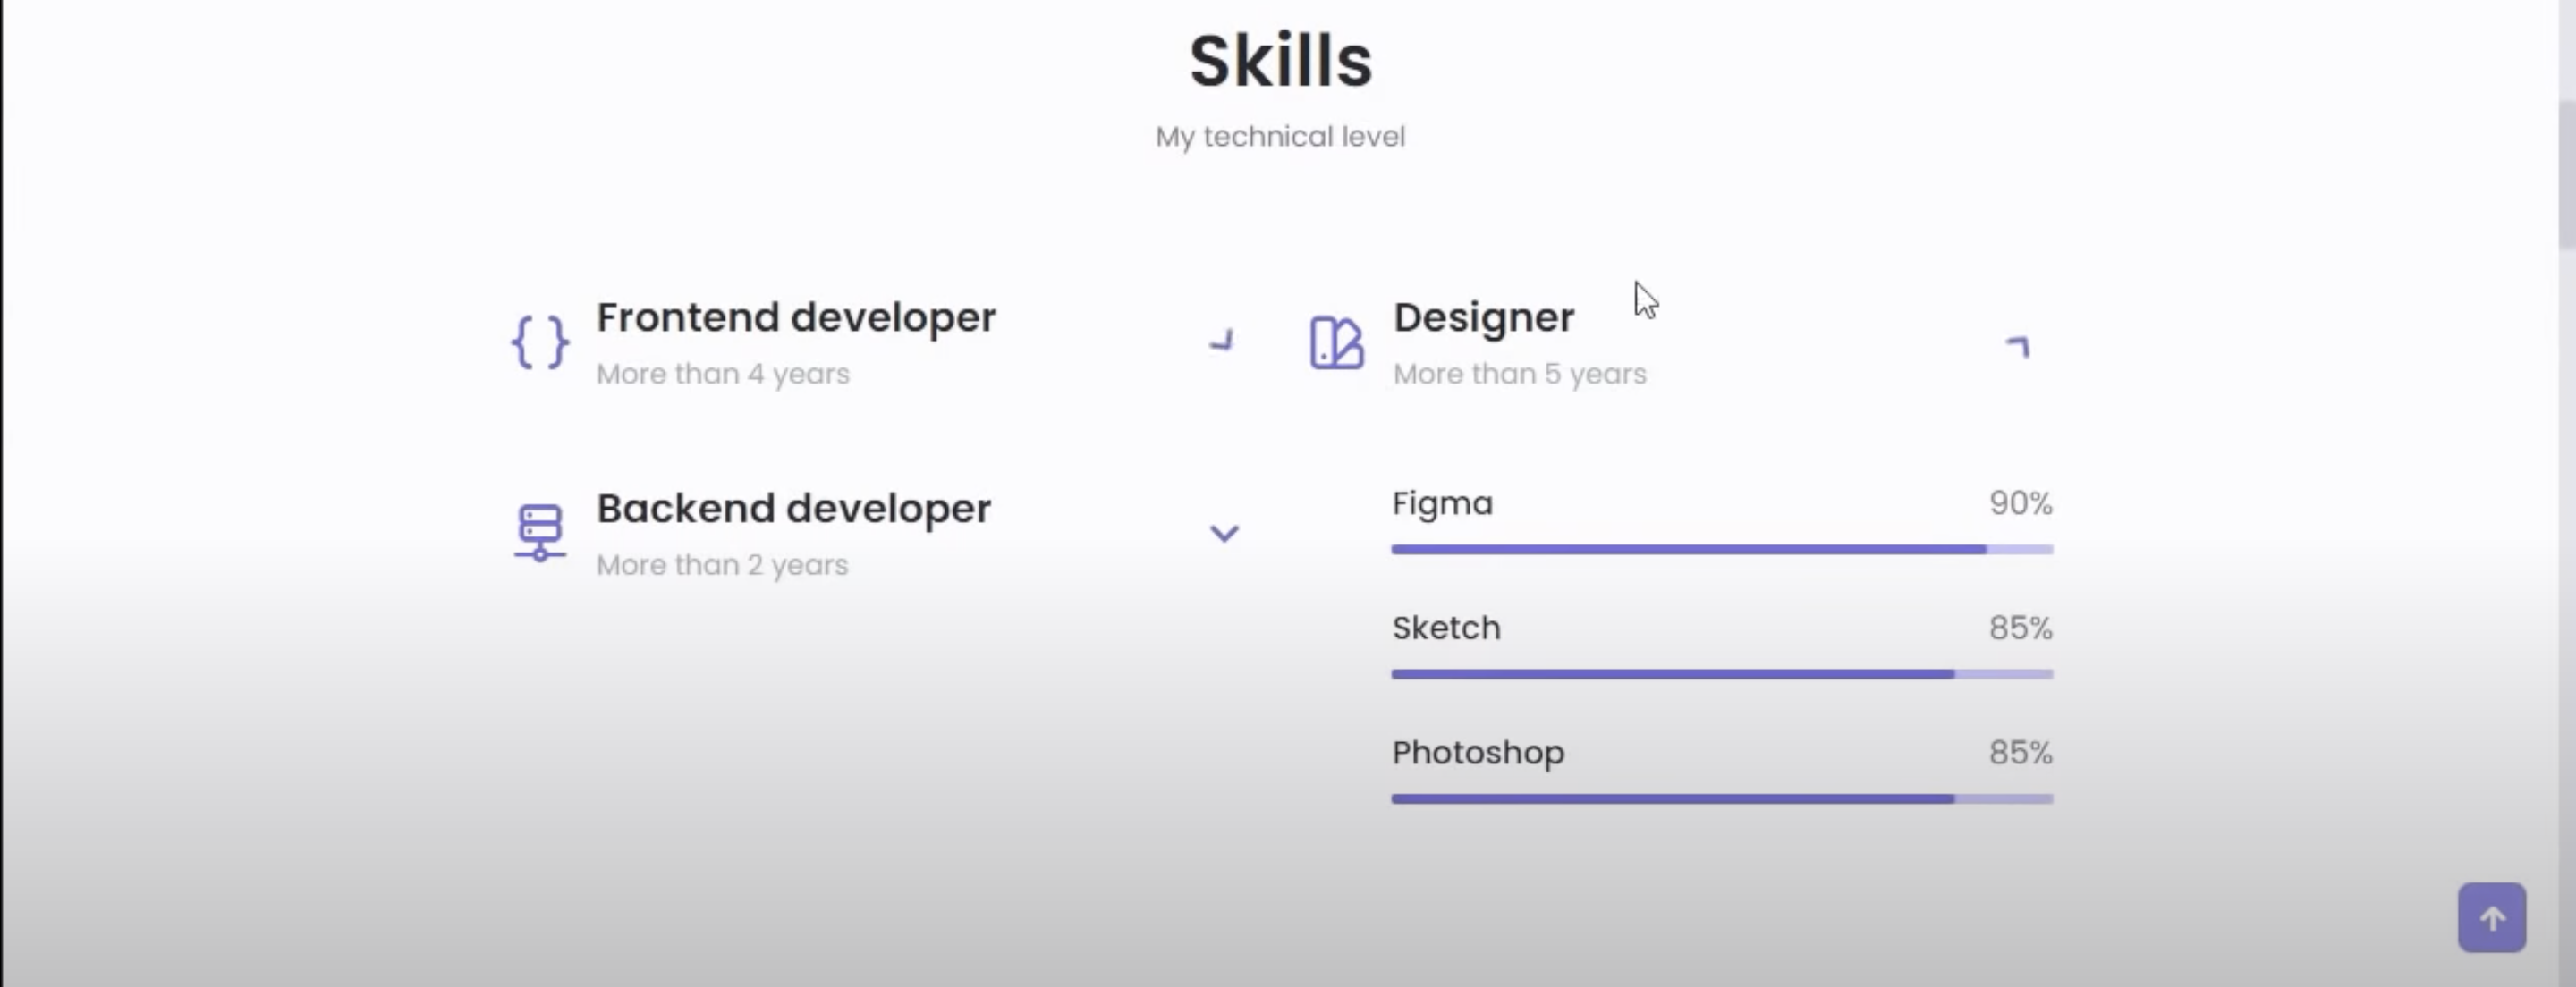 Skills
My technical level
Frontend developer
More than 4 years
Backend developer
More than 2 years
Designer
More than 5 years
Figma 90%
Sketch 85%
Photoshop 85%